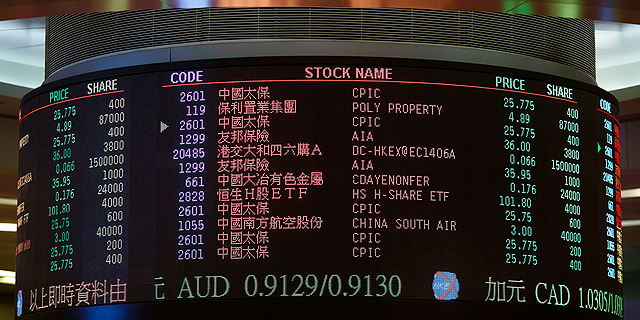 PRICE SHARE CODE STOCK NAME PRICE SHARE CODE
25.775 400 2601 中國太保 CPIC 25.775 400
4.89 87000 119 保利置業集團 POLY PROPERTY 4.89 87000
25.775 400 2601 中國太保 CPIC 25.775 400
36.00 3800 1299 友邦保險 AIA 36.00 3800
0.066 1500000 20485 港交大和四六購A DC-HKEX@EC1406A 0.066 1500000
35.95 1000 1299 友邦保險 AIA 35.95 1000
0.176 24000 661 中國大冶有色金屬 CDAYENONFER 0.176 24000
101.80 4000 2828 恒生H股ETF HS H-SHARE ETF 101.80 4000
25.75 600 2601 中國太保 CPIC 25.75 600
3.00 40000 1055 中國南方航空股份 CHINA SOUTH AIR 3.00 40000
25.775 200 2601 中國太保 CPIC 25.775 200
25.775 400 2601 中國太保 CPIC 25.775 400
以上即時資料由 元 AUD 0.9129/0.9130 HKEX 加元 CAD 1.0305/1.03